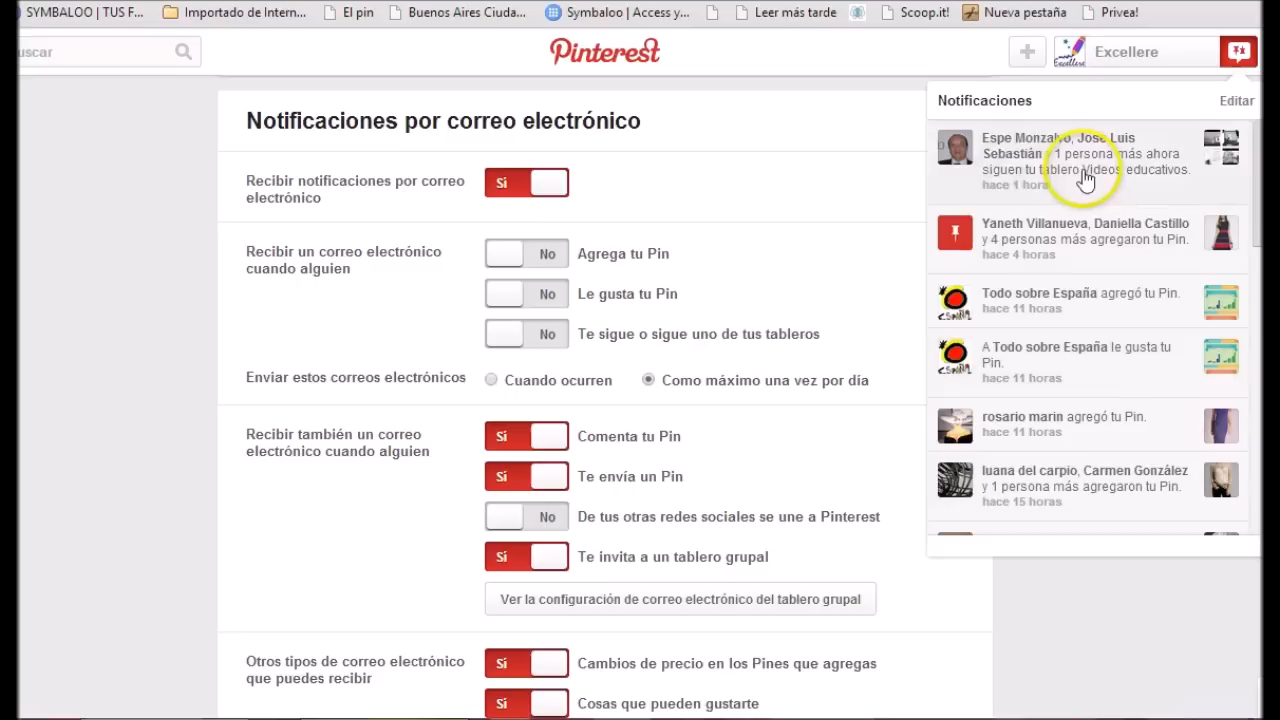 SYMBALOO | TUS F... Importado de Intern... El pin Buenos Aires Ciuda... Symbaloo | Access y... Leer más tarde Scoop.it! Nueva pestaña Privea!
uscar Pinterest + Excellere Excellere
Notificaciones Editar
Espe Monzalvo, José Luis
Sebastián y 1 persona más ahora
siguen tu tablero Videos educativos.
hace 1 hora
Yaneth Villanueva, Daniella Castillo
y 4 personas más agregaron tu Pin.
hace 4 horas
Todo sobre España agregó tu Pin.
hace 11 horas
A Todo sobre España le gusta tu
Pin.
hace 11 horas
rosario marin agregó tu Pin.
hace 11 horas
luana del carpio, Carmen González
y 1 persona más agregaron tu Pin.
hace 15 horas
Notificaciones por correo electrónico
Recibir notificaciones por correo
electrónico
Sí
Recibir un correo electrónico
cuando alguien
No Agrega tu Pin
No Le gusta tu Pin
No Te sigue o sigue uno de tus tableros
Enviar estos correos electrónicos Cuando ocurren Como máximo una vez por día
Recibir también un correo
electrónico cuando alguien
Sí Comenta tu Pin
Sí Te envía un Pin
No De tus otras redes sociales se une a Pinterest
Sí Te invita a un tablero grupal
Ver la configuración de correo electrónico del tablero grupal
Otros tipos de correo electrónico
que puedes recibir
Sí Cambios de precio en los Pines que agregas
Sí Cosas que pueden gustarte